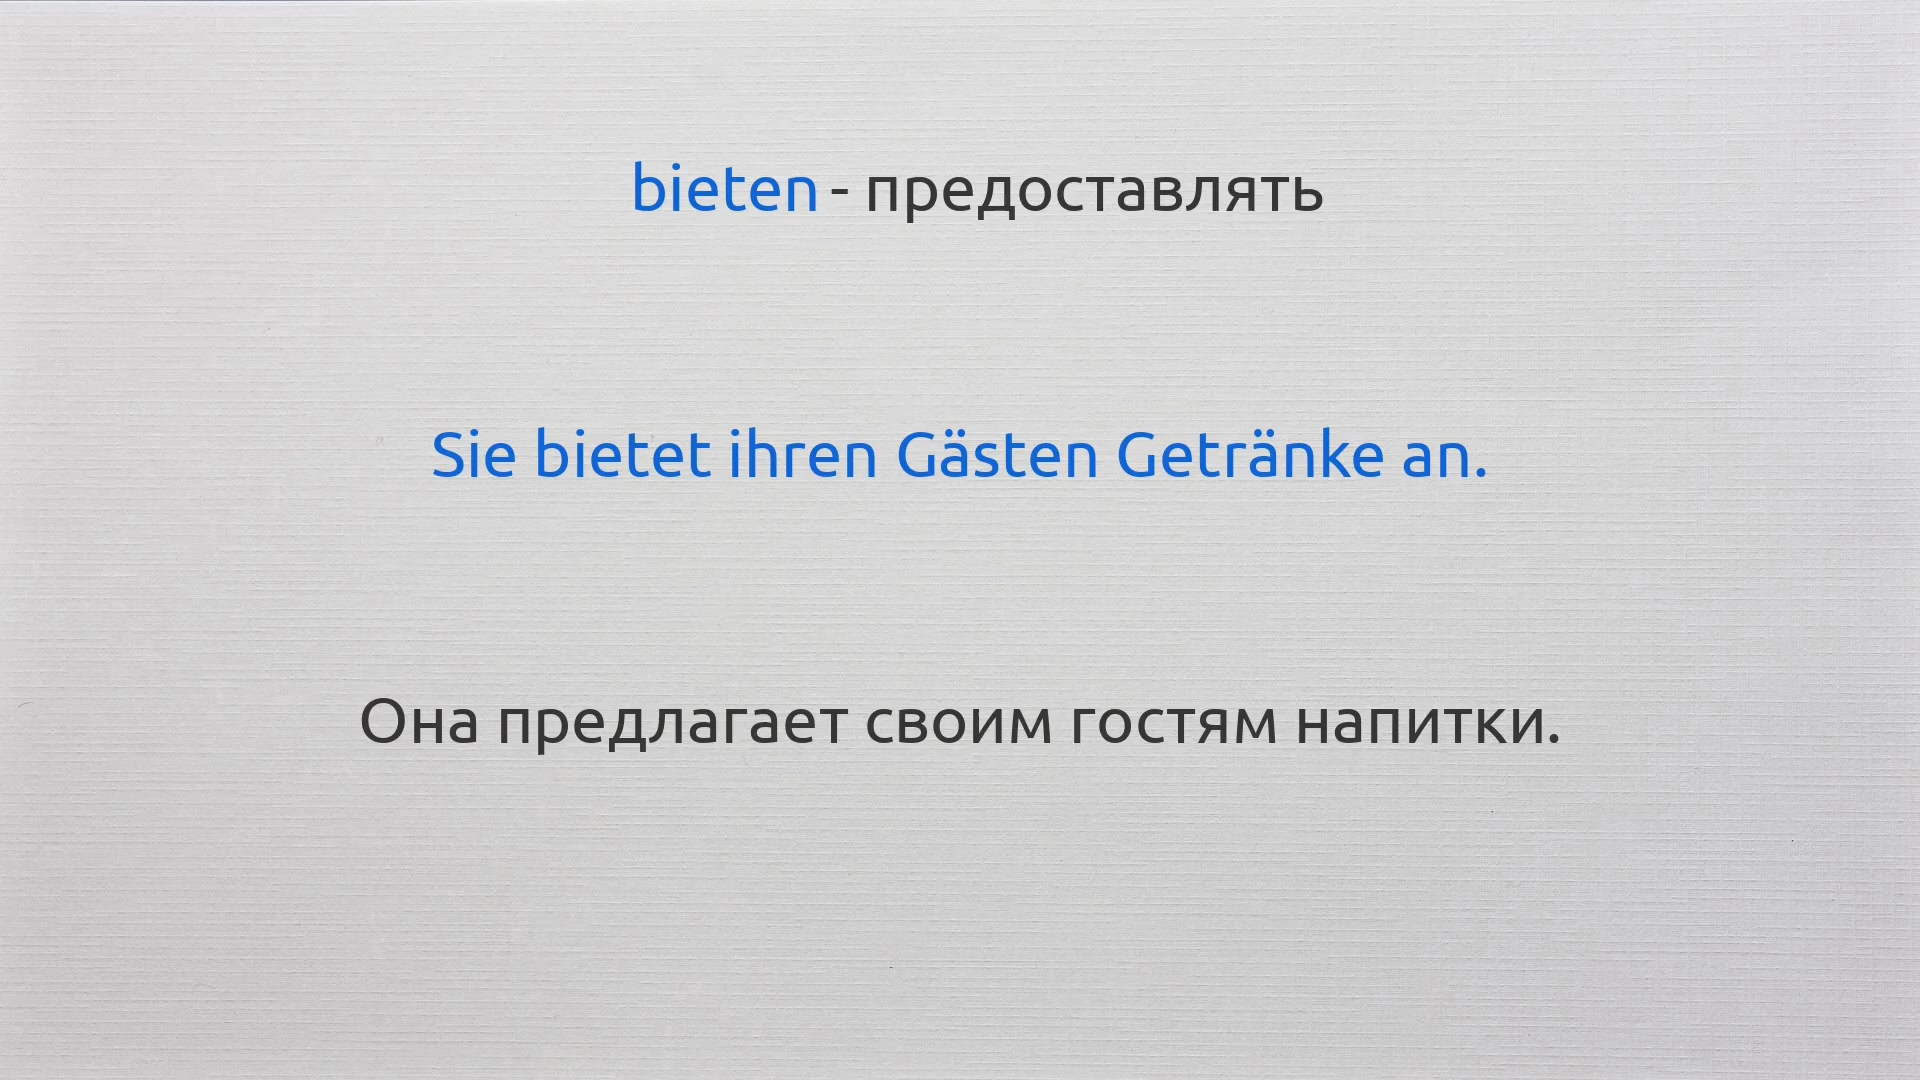 bieten - предоставлять
Sie bietet ihren Gästen Getränke an.
Она предлагает своим гостям напитки.